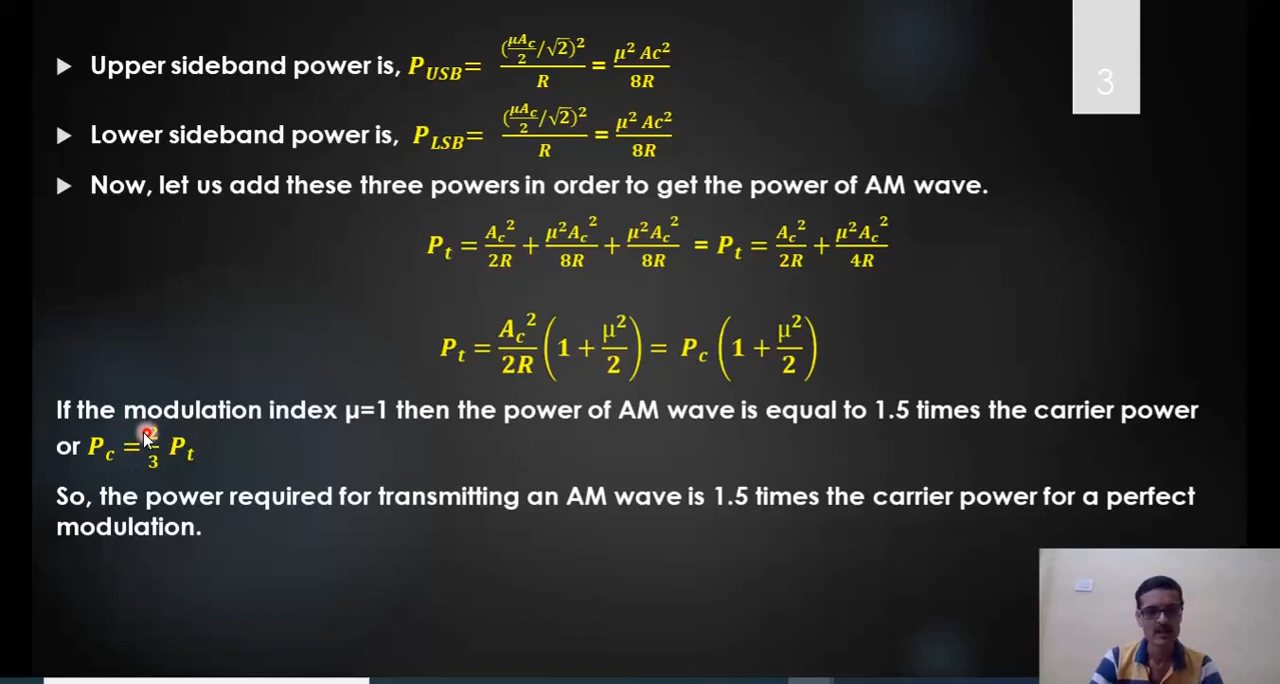 3
► Upper sideband power is, P_USB= (μA_c/2/√2)²/R = μ² Ac²/8R
► Lower sideband power is, P_LSB= (μA_c/2/√2)²/R = μ² Ac²/8R
► Now, let us add these three powers in order to get the power of AM wave.
P_t = A_c²/2R + μ²A_c²/8R + μ²A_c²/8R = P_t = A_c²/2R + μ²A_c²/4R
P_t = A_c²/2R (1 + μ²/2) = P_c (1 + μ²/2)
If the modulation index μ=1 then the power of AM wave is equal to 1.5 times the carrier power
or P_c = 2/3 P_t
So, the power required for transmitting an AM wave is 1.5 times the carrier power for a perfect
modulation.